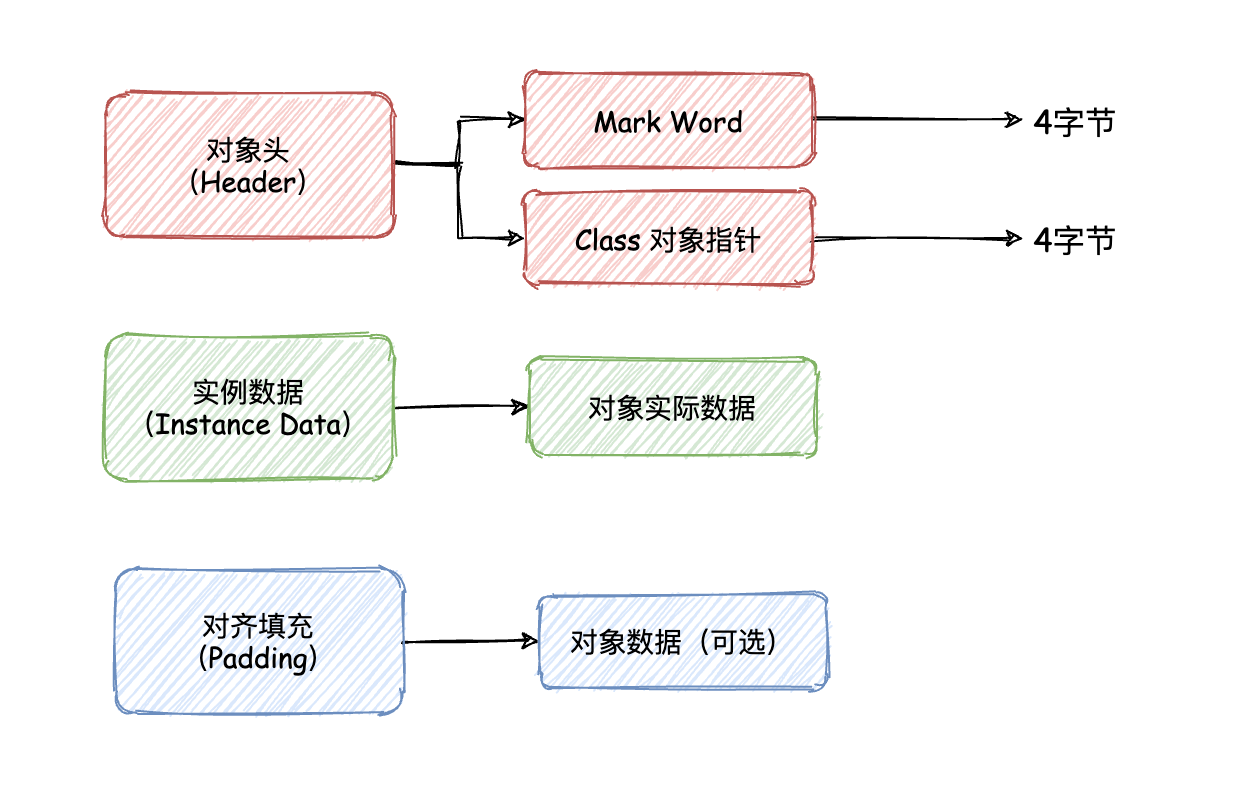 对象头
（Header）
Mark Word
4字节
Class 对象指针
4字节
实例数据
（Instance Data）
对象实际数据
对齐填充
（Padding）
对象数据（可选）